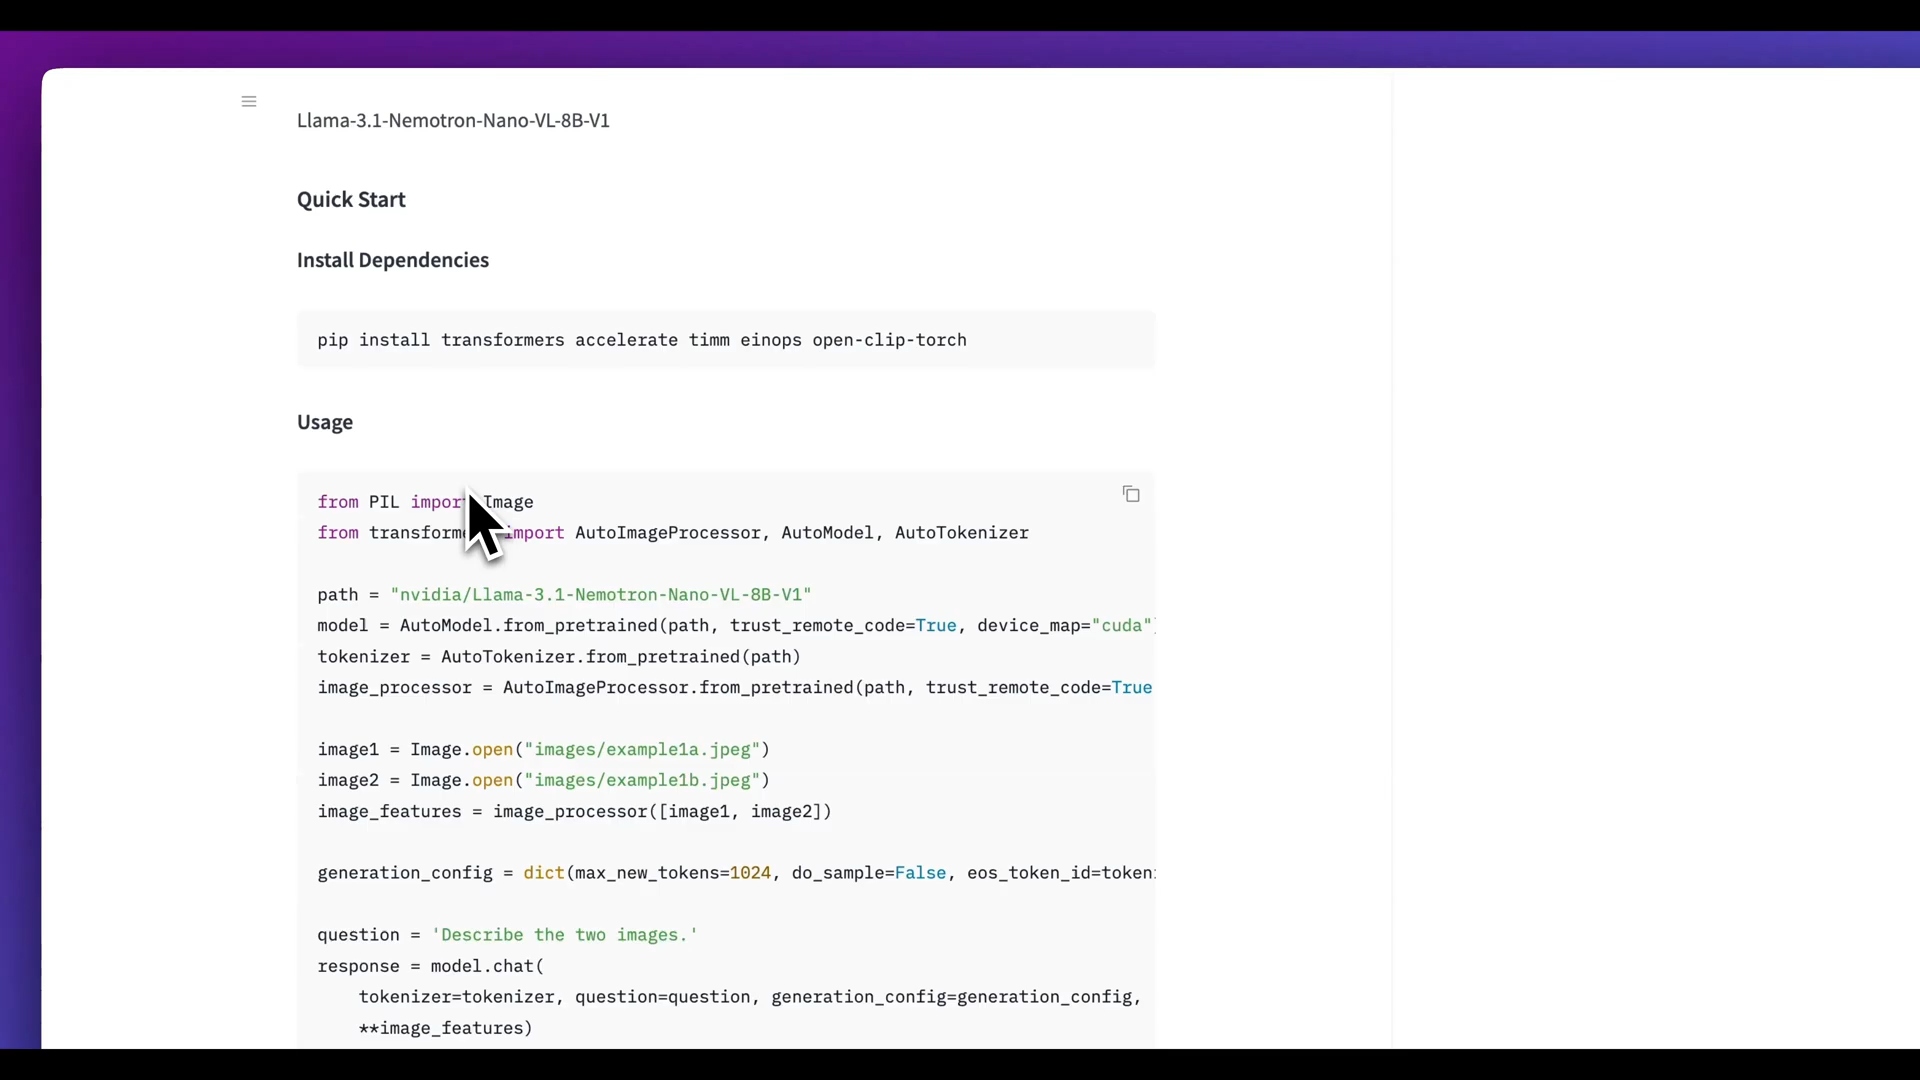 Llama-3.1-Nemotron-Nano-VL-8B-V1
Quick Start
Install Dependencies
pip install transformers accelerate timm einops open-clip-torch
Usage
from PIL import Image
from transforme import AutoImageProcessor, AutoModel, AutoTokenizer
path = "nvidia/Llama-3.1-Nemotron-Nano-VL-8B-V1"
model = AutoModel.from_pretrained(path, trust_remote_code=True, device_map="cuda")
tokenizer = AutoTokenizer.from_pretrained(path)
image_processor = AutoImageProcessor.from_pretrained(path, trust_remote_code=True
image1 = Image.open("images/example1a.jpeg")
image2 = Image.open("images/example1b.jpeg")
image_features = image_processor([image1, image2])
generation_config = dict(max_new_tokens=1024, do_sample=False, eos_token_id=token
question = 'Describe the two images.'
response = model.chat(
tokenizer=tokenizer, question=question, generation_config=generation_config,
**image_features)